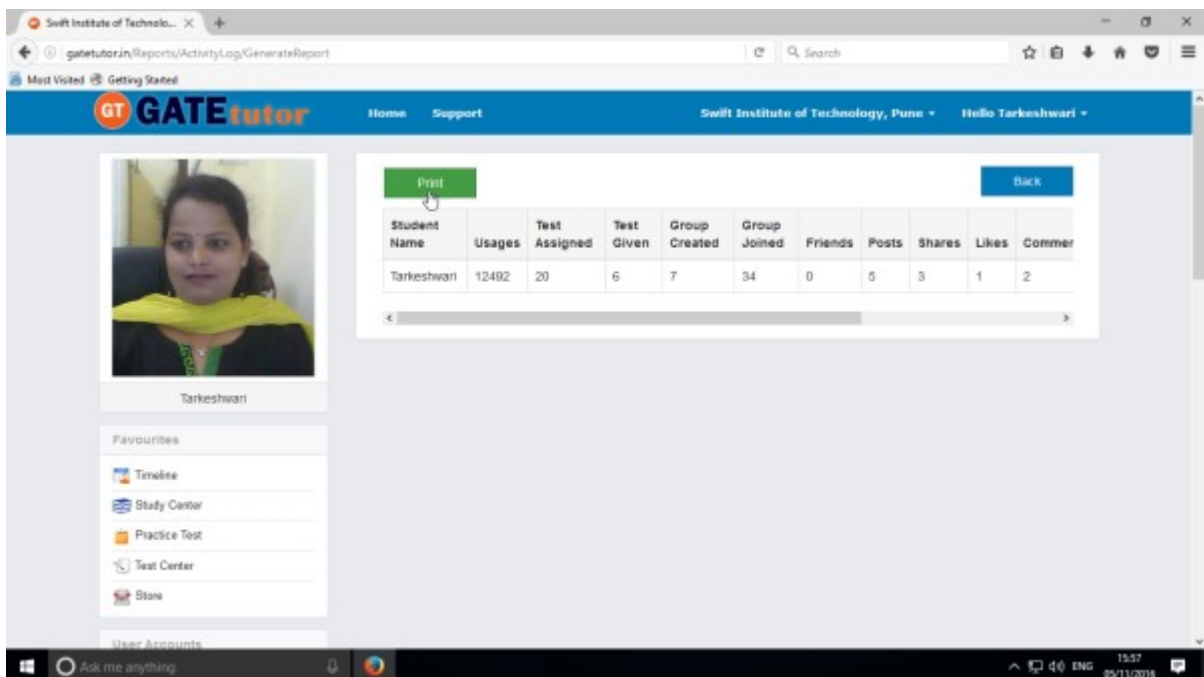 Swift Institute of Technolo...
gatetutor.in/Reports/ActivityLog/GenerateReport
Search
Most Visited Getting Started
GT GATEtutor Home Support Swift Institute of Technology, Pune Hello Tarkeshwari
Print Back
Student Name Usages Test Assigned Test Given Group Created Group Joined Friends Posts Shares Likes Commer
Tarkeshwari 12492 20 6 7 34 0 5 3 1 2
Tarkeshwari
Favourites
Timeline
Study Center
Practice Test
Test Center
Store
User Accounts
Ask me anything
ENG
15:57
05/11/2016